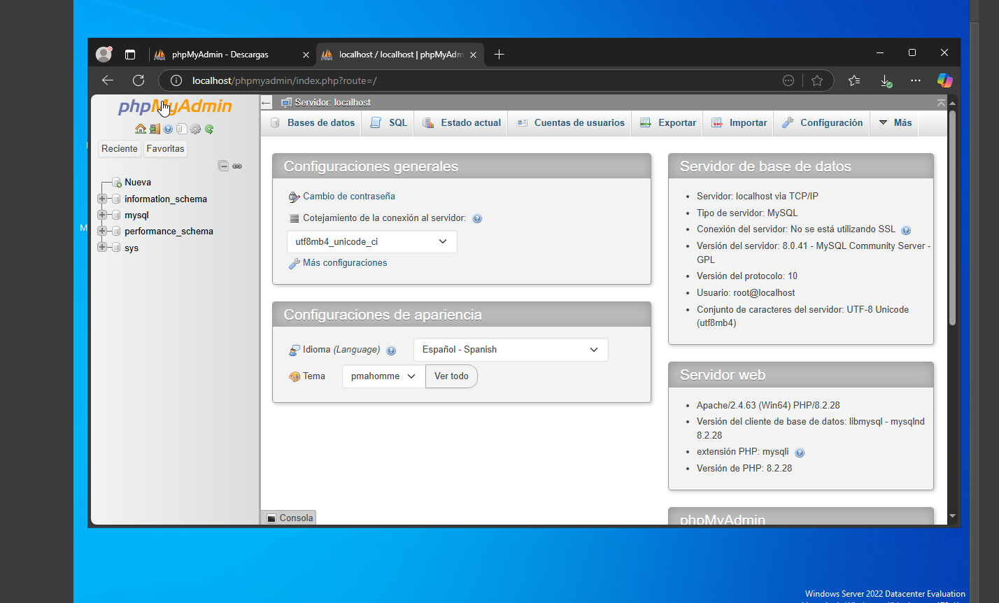 phpMyAdmin - Descargas
localhost / localhost | phpMyAdm
localhost/phpmyadmin/index.php?route=/
phpMyAdmin
Reciente
Favoritas
Nueva
information_schema
mysql
performance_schema
sys
Servidor: localhost
Bases de datos
SQL
Estado actual
Cuentas de usuarios
Exportar
Importar
Configuración
Más
Configuraciones generales
Cambio de contraseña
Cotejamiento de la conexión al servidor:
utf8mb4_unicode_ci
Más configuraciones
Configuraciones de apariencia
Idioma (Language)
Español - Spanish
Tema
pmahomme
Ver todo
Servidor de base de datos
Servidor: localhost via TCP/IP
Tipo de servidor: MySQL
Conexión del servidor: No se está utilizando SSL
Versión del servidor: 8.0.41 - MySQL Community Server -
GPL
Versión del protocolo: 10
Usuario: root@localhost
Conjunto de caracteres del servidor: UTF-8 Unicode
(utf8mb4)
Servidor web
Apache/2.4.63 (Win64) PHP/8.2.28
Versión del cliente de base de datos: libmysql - mysqlnd
8.2.28
extensión PHP: mysqli
Versión de PHP: 8.2.28
phpMyAdmin
Consola
M
Windows Server 2022 Datacenter Evaluation